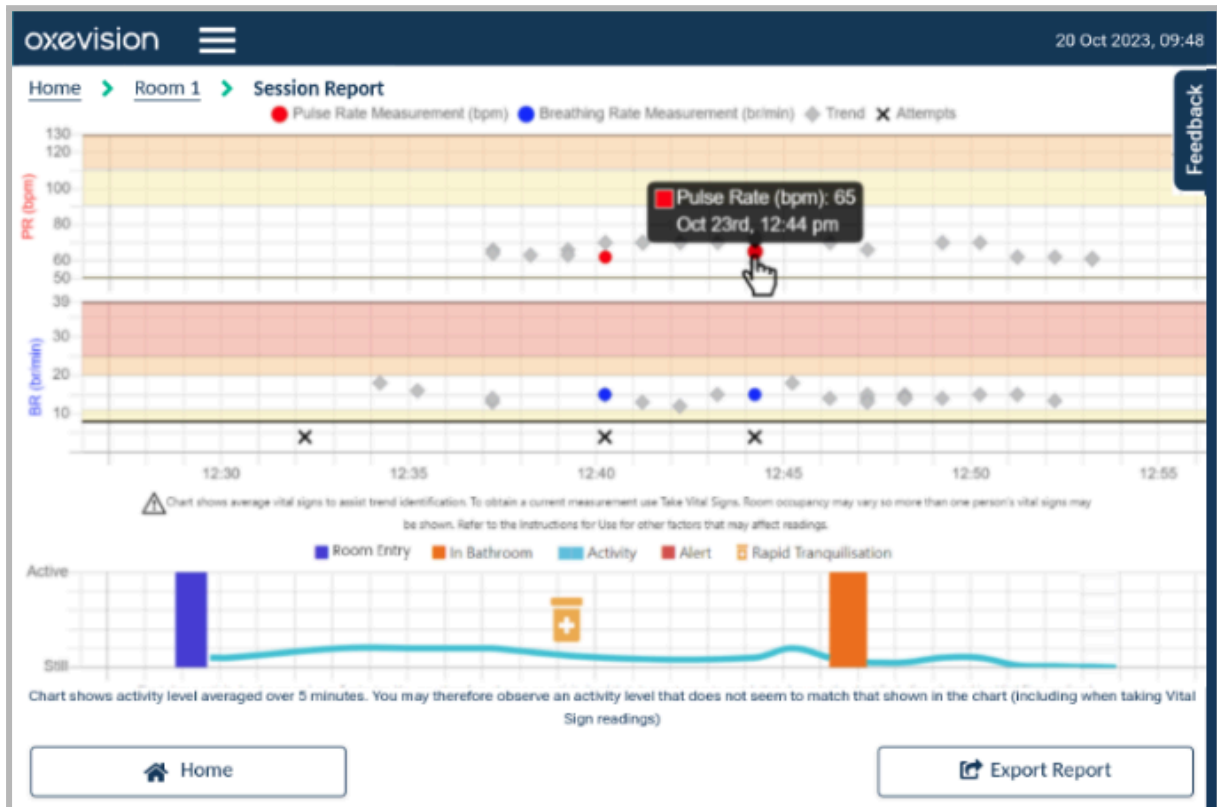 oxevision
20 Oct 2023, 09:48
Home > Room 1 > Session Report
Feedback
Pulse Rate Measurement (bpm) Breathing Rate Measurement (br/min) Trend Attempts
130
120
100
80
60
50
PR (bpm)
Pulse Rate (bpm): 65
Oct 23rd, 12:44 pm
39
30
20
10
BR (br/min)
12:30 12:35 12:40 12:45 12:50 12:55
Chart shows average vital signs to assist trend identification. To obtain a current measurement use Take Vital Signs. Room occupancy may vary so more than one person's vital signs may
be shown. Refer to the Instructions for Use for other factors that may affect readings.
Room Entry In Bathroom Activity Alert Rapid Tranquilisation
Active
Still
Chart shows activity level averaged over 5 minutes. You may therefore observe an activity level that does not seem to match that shown in the chart (including when taking Vital
Sign readings)
Home
Export Report